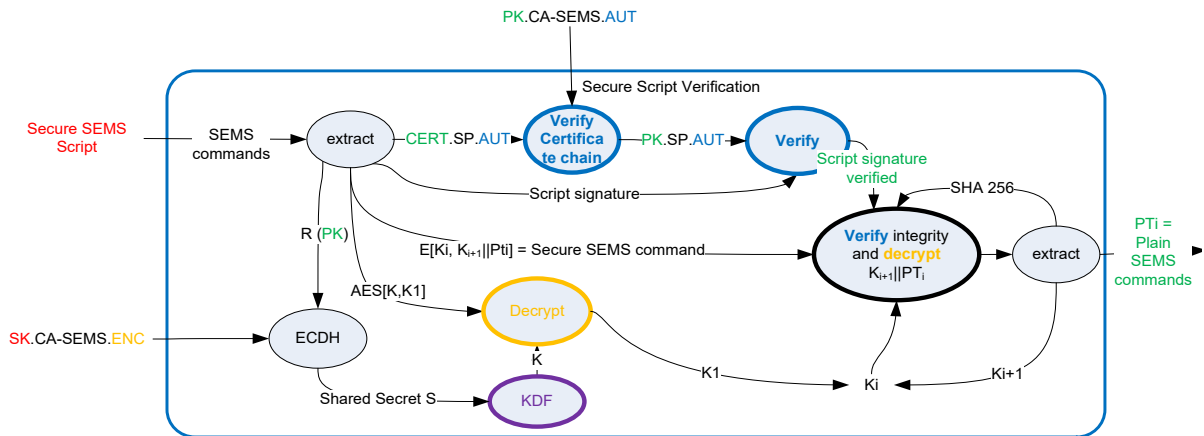 PK.CA-SEMS.AUT
Secure Script Verification
Secure SEMS
Script
SEMS
commands
extract
CERT.SP.AUT
Verify
Certifica
te chain
PK.SP.AUT
Verify
Script signature
verified
Script signature
SHA 256
R (PK)
E[Ki, Ki+1||Pti] = Secure SEMS command
Verify integrity
and decrypt
Ki+1||PTi
extract
PTi =
Plain
SEMS
commands
AES[K,K1]
Decrypt
SK.CA-SEMS.ENC
ECDH
K
K1
Ki
Ki+1
Shared Secret S
KDF